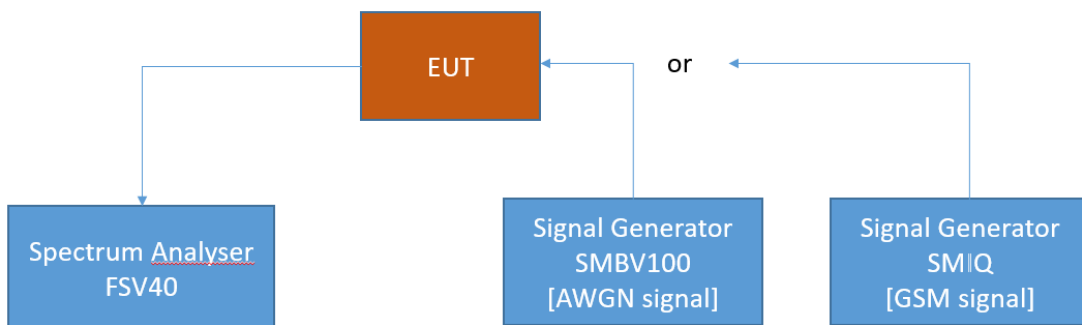 EUT
or
Spectrum Analyser
FSV40
Signal Generator
SMBV100
[AWGN signal]
Signal Generator
SMIQ
[GSM signal]